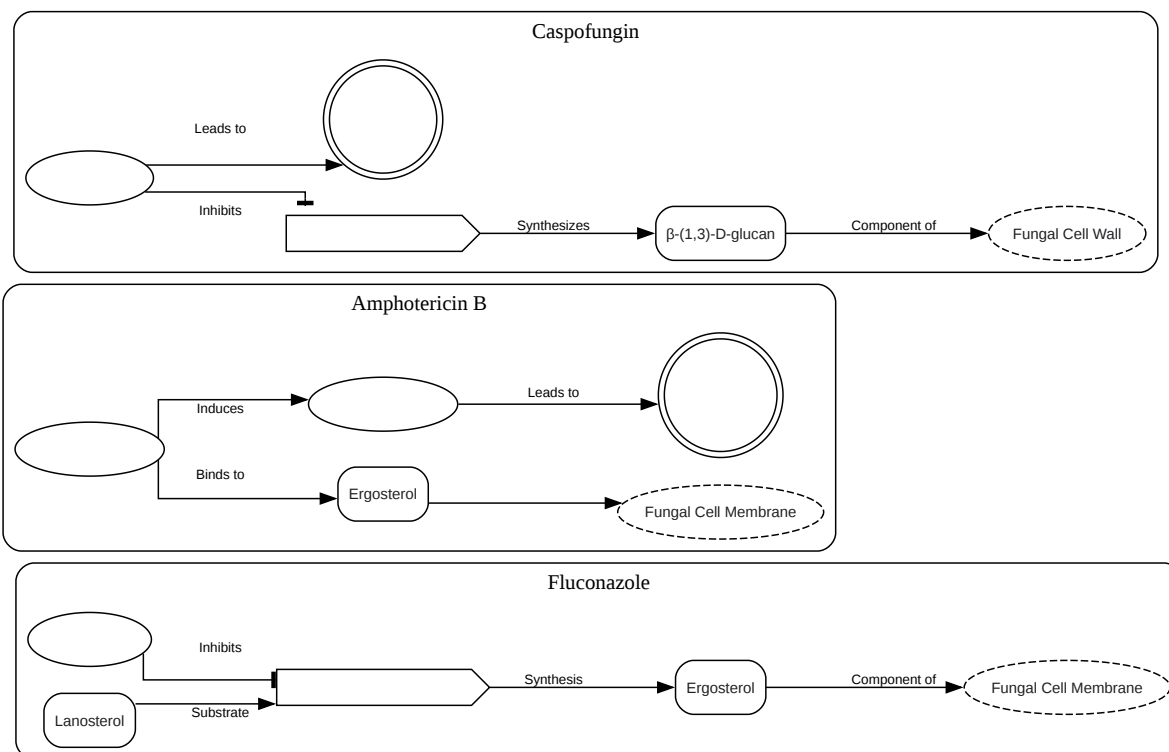 Caspofungin
Leads to
Inhibits
Synthesizes
β-(1,3)-D-glucan
Component of
Fungal Cell Wall
Amphotericin B
Induces
Leads to
Binds to
Ergosterol
Fungal Cell Membrane
Fluconazole
Inhibits
Lanosterol
Substrate
Synthesis
Ergosterol
Component of
Fungal Cell Membrane